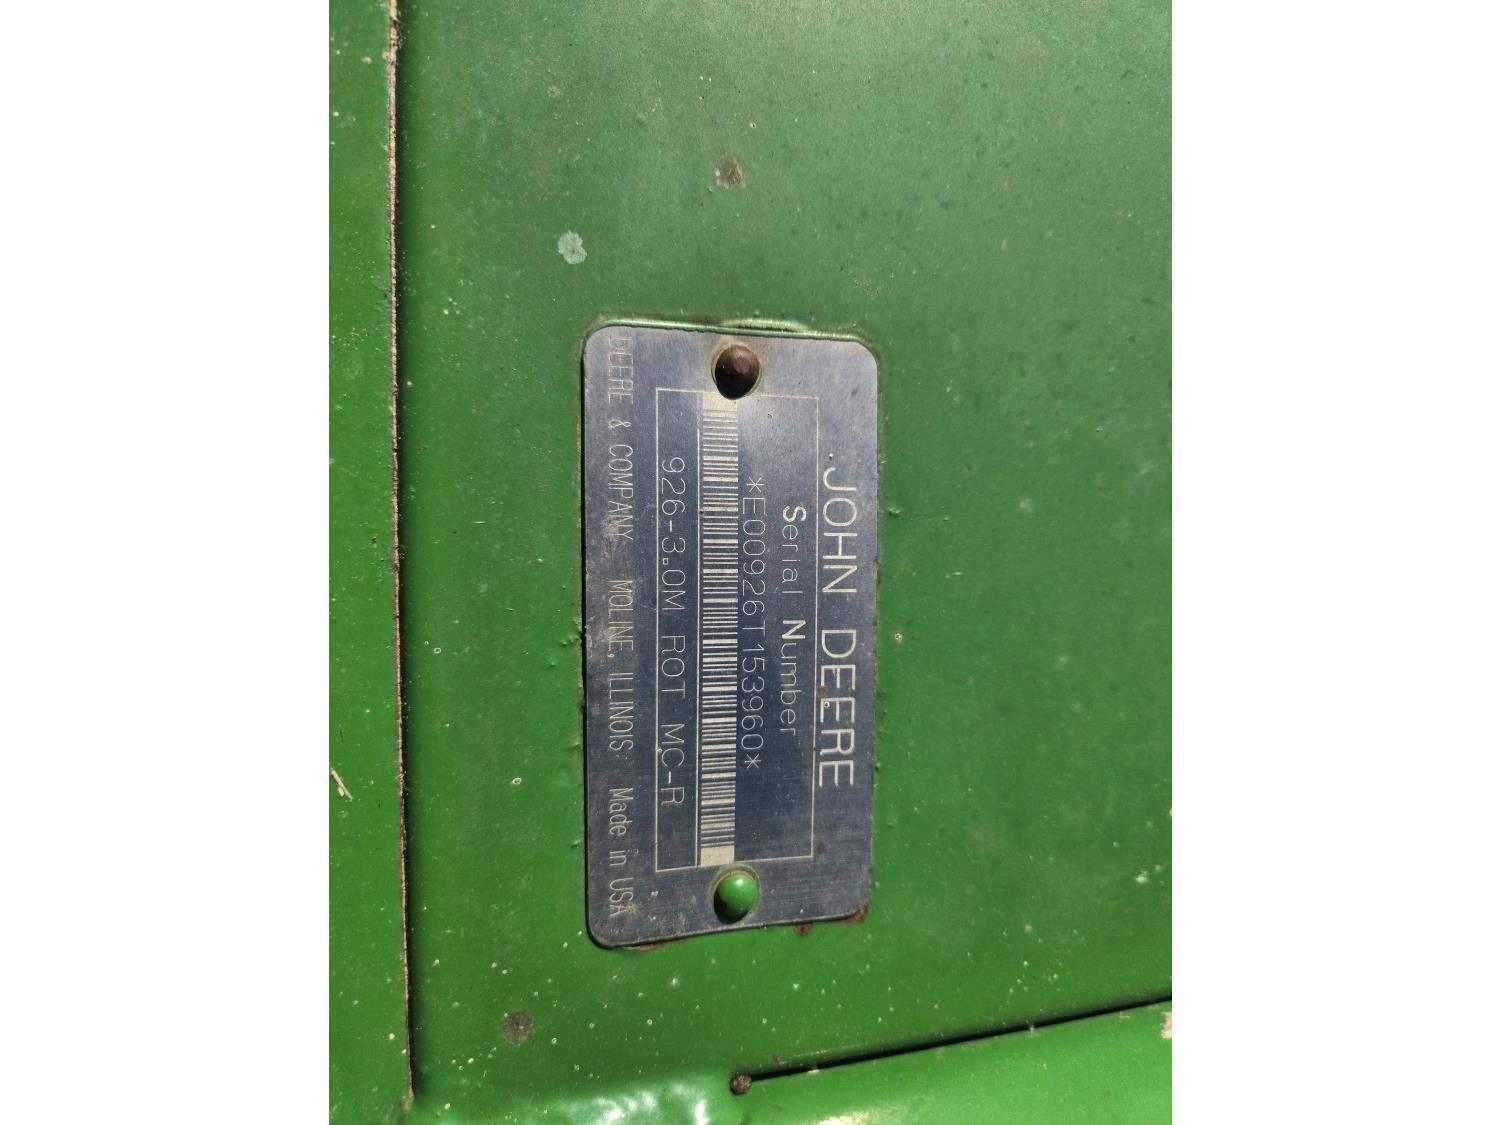 JOHN DEERE
Serial Number
*E00926T153960*
926-3.0M ROT MC-R
DEERE & COMPANY MOLINE, ILLINOIS Made in USA